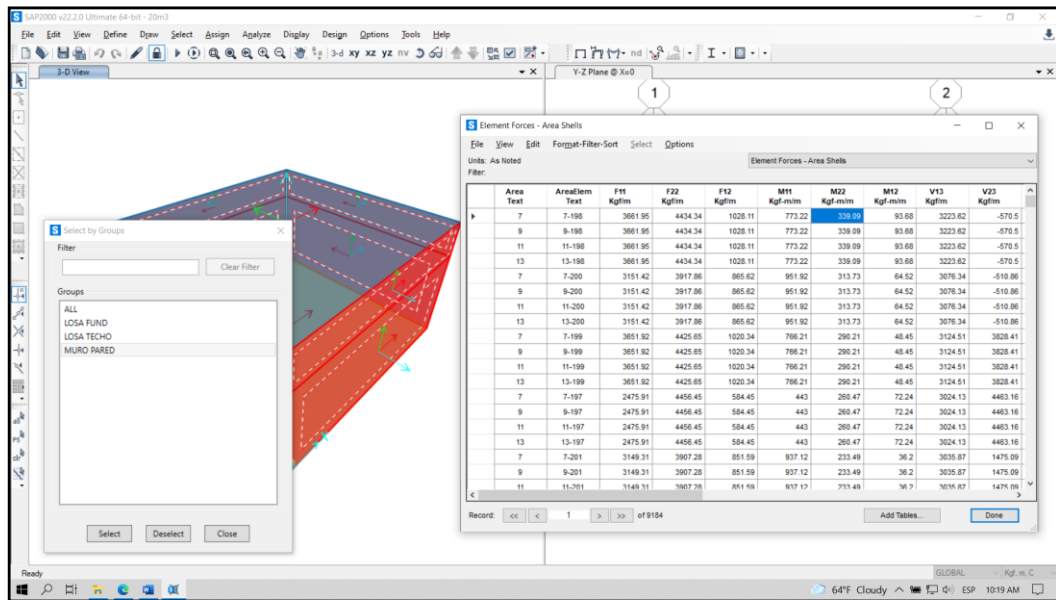 SAP2000 v22.2.0 Ultimate 64-bit - 20m3
File Edit View Define Draw Select Assign Analyze Display Design Options Tools Help
3-d xy xz yz nv
nd
3-D View
Y-Z Plane @ X=0
1
2
Select by Groups
Filter
Clear Filter
Groups
ALL
LOSA FUND
LOSA TECHO
MURO PARED
Select Deselect Close
Element Forces - Area Shells
File View Edit Format-Filter-Sort Select Options
Units: As Noted
Element Forces - Area Shells
Filter:
Area AreaElem F11 F22 F12 M11 M22 M12 V13 V23
Text Text Kgf/m Kgf/m Kgf/m Kgf-m/m Kgf-m/m Kgf-m/m Kgf/m Kgf/m
7 7-198 3661.95 4434.34 1028.11 773.22 339.09 93.68 3223.62 -570.5
9 9-198 3661.95 4434.34 1028.11 773.22 339.09 93.68 3223.62 -570.5
11 11-198 3661.95 4434.34 1028.11 773.22 339.09 93.68 3223.62 -570.5
13 13-198 3661.95 4434.34 1028.11 773.22 339.09 93.68 3223.62 -570.5
7 7-200 3151.42 3917.86 865.62 951.92 313.73 64.52 3076.34 -510.86
9 9-200 3151.42 3917.86 865.62 951.92 313.73 64.52 3076.34 -510.86
11 11-200 3151.42 3917.86 865.62 951.92 313.73 64.52 3076.34 -510.86
13 13-200 3151.42 3917.86 865.62 951.92 313.73 64.52 3076.34 -510.86
7 7-199 3651.92 4425.65 1020.34 766.21 290.21 48.45 3124.51 3828.41
9 9-199 3651.92 4425.65 1020.34 766.21 290.21 48.45 3124.51 3828.41
11 11-199 3651.92 4425.65 1020.34 766.21 290.21 48.45 3124.51 3828.41
13 13-199 3651.92 4425.65 1020.34 766.21 290.21 48.45 3124.51 3828.41
7 7-197 2475.91 4456.45 584.45 443 260.47 72.24 3024.13 4463.16
9 9-197 2475.91 4456.45 584.45 443 260.47 72.24 3024.13 4463.16
11 11-197 2475.91 4456.45 584.45 443 260.47 72.24 3024.13 4463.16
13 13-197 2475.91 4456.45 584.45 443 260.47 72.24 3024.13 4463.16
7 7-201 3149.31 3907.28 851.59 937.12 233.49 36.2 3035.87 1475.09
9 9-201 3149.31 3907.28 851.59 937.12 233.49 36.2 3035.87 1475.09
11 11-201 3149.31 3907.28 851.59 937.12 233.49 36.2 3035.87 1475.09
Record: << < 1 > >> of 9184
Add Tables... Done
Ready
GLOBAL Kgf, m, C
64°F Cloudy ESP 10:19 AM